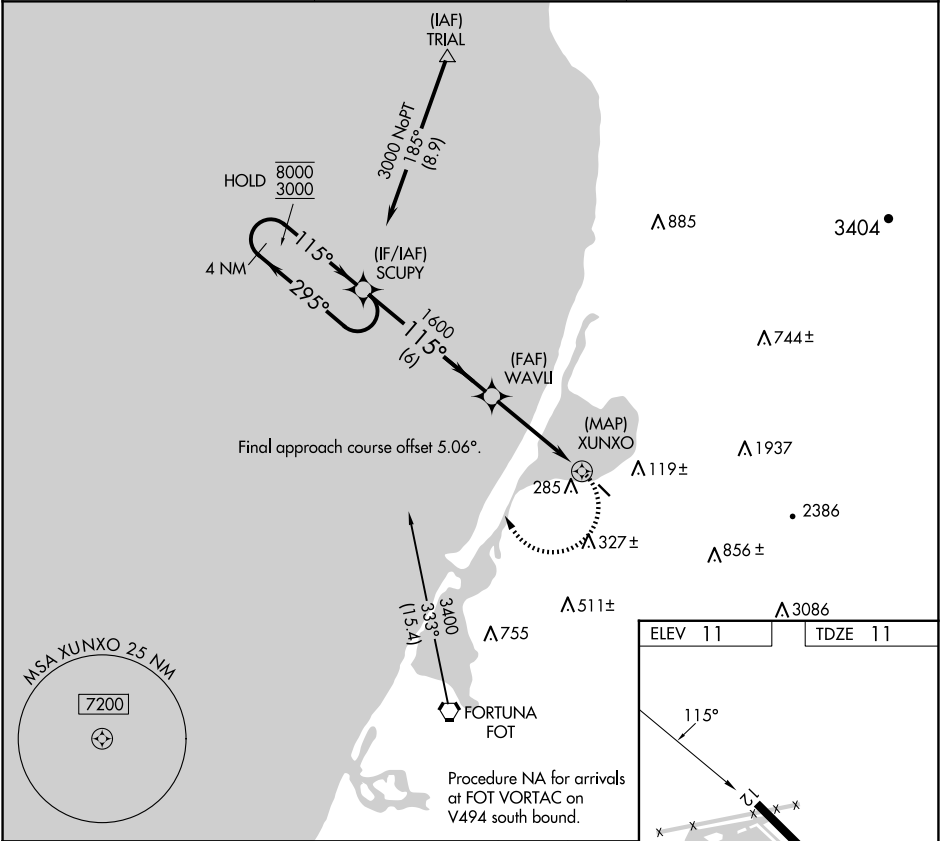 (IAF)
TRIAL
3000 NoPT
185°
(8.9)
HOLD
8000
3000
115°
4 NM
295°
(IF/IAF)
SCUPY
885
3404
1600
115°
(6)
744±
(FAF)
WAVLI
(MAP)
XUNXO
Final approach course offset 5.06°.
1937
119±
285
2386
327±
856±
3400
333°
(15.4)
511±
3086
755
MSA XUNXO 25 NM
7200
FORTUNA
FOT
Procedure NA for arrivals
at FOT VORTAC on
V494 south bound.
ELEV 11
TDZE 11
115°
12
X X
X X